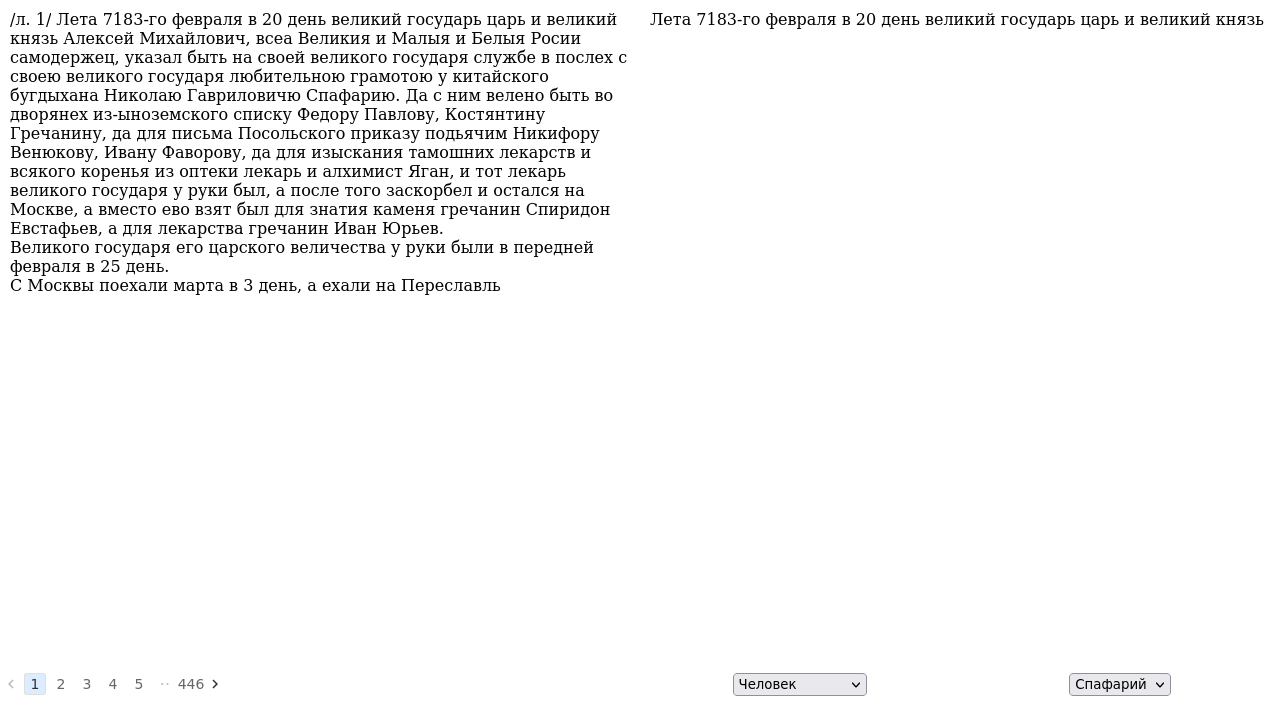 /л. 1/ Лета 7183-го февраля в 20 день великий государь царь и великий
князь Алексей Михайлович, всеа Великия и Малыя и Белыя Росии
самодержец, указал быть на своей великого государя службе в послех с
своею великого государя любительною грамотою у китайского
бугдыхана Николаю Гавриловичю Спафарию. Да с ним велено быть во
дворянех из-ыноземского списку Федору Павлову, Костянтину
Гречанину, да для письма Посольского приказу подьячим Никифору
Венюкову, Ивану Фаворову, да для изыскания тамошних лекарств и
всякого коренья из оптеки лекарь и алхимист Яган, и тот лекарь
великого государя у руки был, а после того заскорбел и остался на
Москве, а вместо ево взят был для знатия каменя гречанин Спиридон
Евстафьев, а для лекарства гречанин Иван Юрьев.
Великого государя его царского величества у руки были в передней
февраля в 25 день.
С Москвы поехали марта в 3 день, а ехали на Переславль
Лета 7183-го февраля в 20 день великий государь царь и великий князь
1 2 3 4 5 ·· 446
Человек
Спафарий